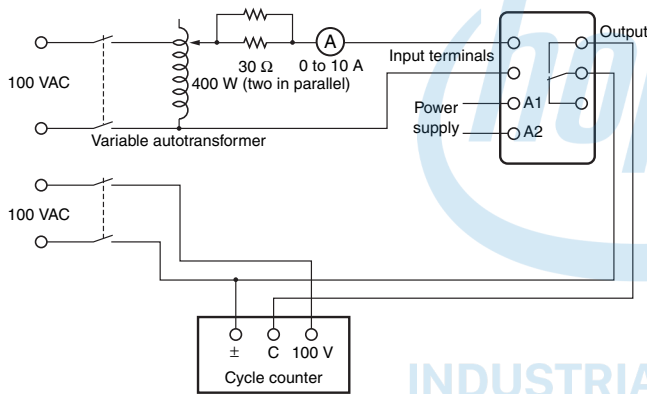 100 VAC
30 Ω
400 W (two in parallel)
A
0 to 10 A
Variable autotransformer
Input terminals
Power
supply
A1
A2
Output
100 VAC
± C 100 V
Cycle counter
INDUSTRIA